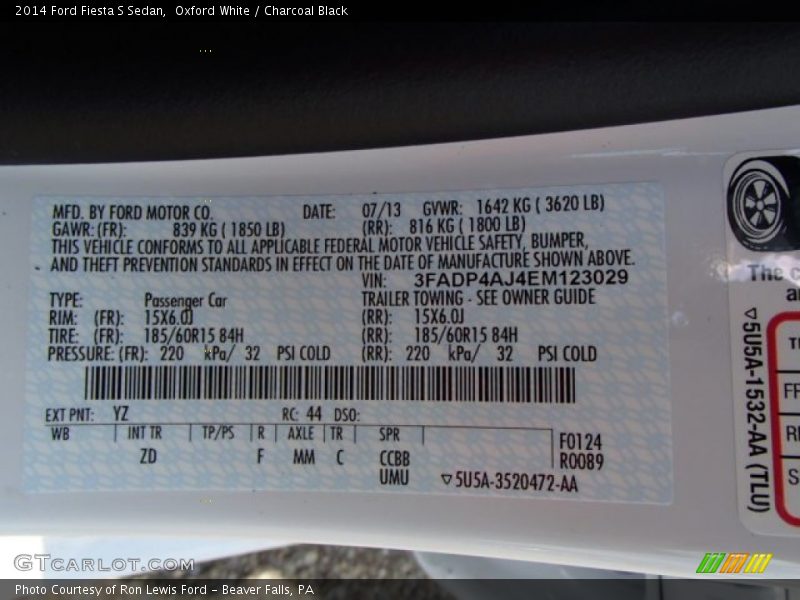 2014 Ford Fiesta S Sedan,  Oxford White / Charcoal Black
MFD. BY FORD MOTOR CO. DATE: 07/13 GVWR: 1642 KG ( 3620 LB)
GAWR: (FR): 839 KG ( 1850 LB) (RR): 816 KG ( 1800 LB)
THIS VEHICLE CONFORMS TO ALL APPLICABLE FEDERAL MOTOR VEHICLE SAFETY, BUMPER,
AND THEFT PREVENTION STANDARDS IN EFFECT ON THE DATE OF MANUFACTURE SHOWN ABOVE.
VIN: 3FADP4AJ4EM123029
TYPE: Passenger Car TRAILER TOWING - SEE OWNER GUIDE
RIM: (FR): 15X6.0J (RR): 15X6.0J
TIRE: (FR): 185/60R15 84H (RR): 185/60R15 84H
PRESSURE: (FR): 220 kPa/ 32 PSI COLD (RR): 220 kPa/ 32 PSI COLD
EXT PNT: YZ RC: 44 DSO:
WB INT TR TP/PS R AXLE TR SPR
F0124
ZD F MM C CCBB
R0089
UMU ▽5U5A-3520472-AA
The c
▽5U5A-1532-AA (TLU)
GTCARLOT.COM
Photo Courtesy of Ron Lewis Ford - Beaver Falls, PA